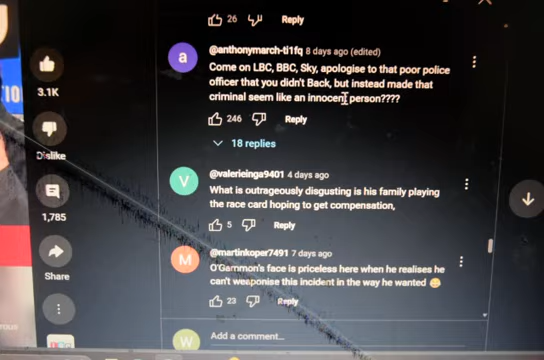 26
Reply
@anthonymarch-ti1fq 8 days ago (edited)
Come on LBC, BBC, Sky, apologise to that poor police
officer that you didn't Back, but instead made that
criminal seem like an innocent person????
246
Reply
18 replies
3.1K
Dislike
1,785
Share
@valerieinga9401 4 days ago
What is outrageously disgusting is his family playing
the race card hoping to get compensation,
5
Reply
@martinkoper7491 7 days ago
O'Gammon's face is priceless here when he realises he
can't weaponise this incident in the way he wanted 😄
23
Reply
Add a comment...
a
V
M
W
10